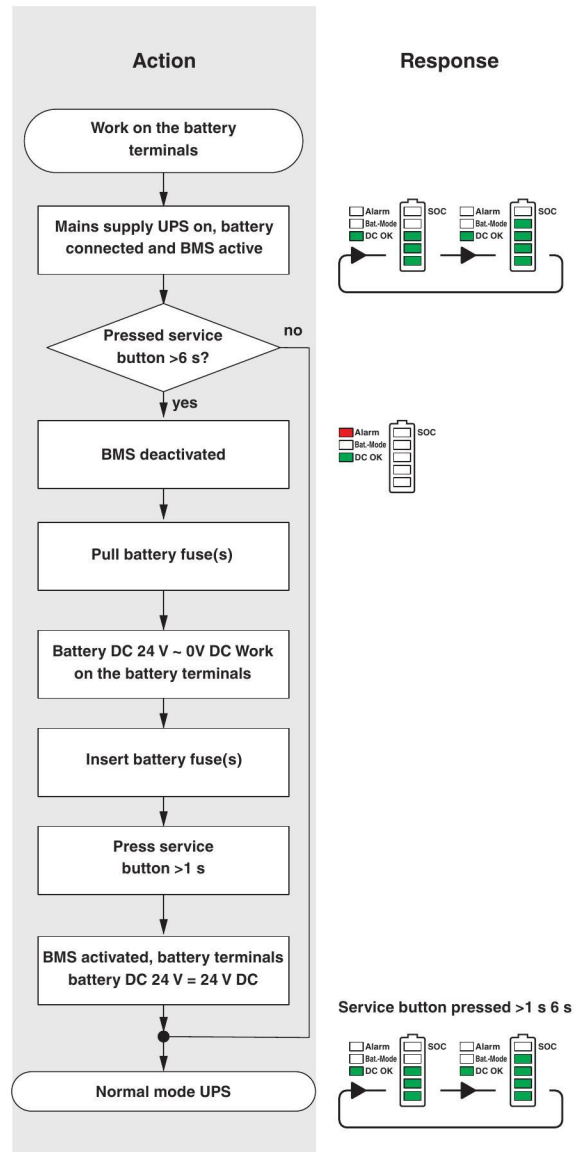 Action
Response
Work on the battery
terminals
Mains supply UPS on, battery
connected and BMS active
Alarm
SOC
Bat.-Mode
DC OK
Alarm
SOC
Bat.-Mode
DC OK
Pressed service
button >6 s?
no
yes
BMS deactivated
Alarm
SOC
Bat.-Mode
DC OK
Pull battery fuse(s)
Battery DC 24 V ~ 0V DC Work
on the battery terminals
Insert battery fuse(s)
Press service
button >1 s
BMS activated, battery terminals
battery DC 24 V = 24 V DC
Service button pressed >1 s 6 s
Alarm
SOC
Bat.-Mode
DC OK
Alarm
SOC
Bat.-Mode
DC OK
Normal mode UPS